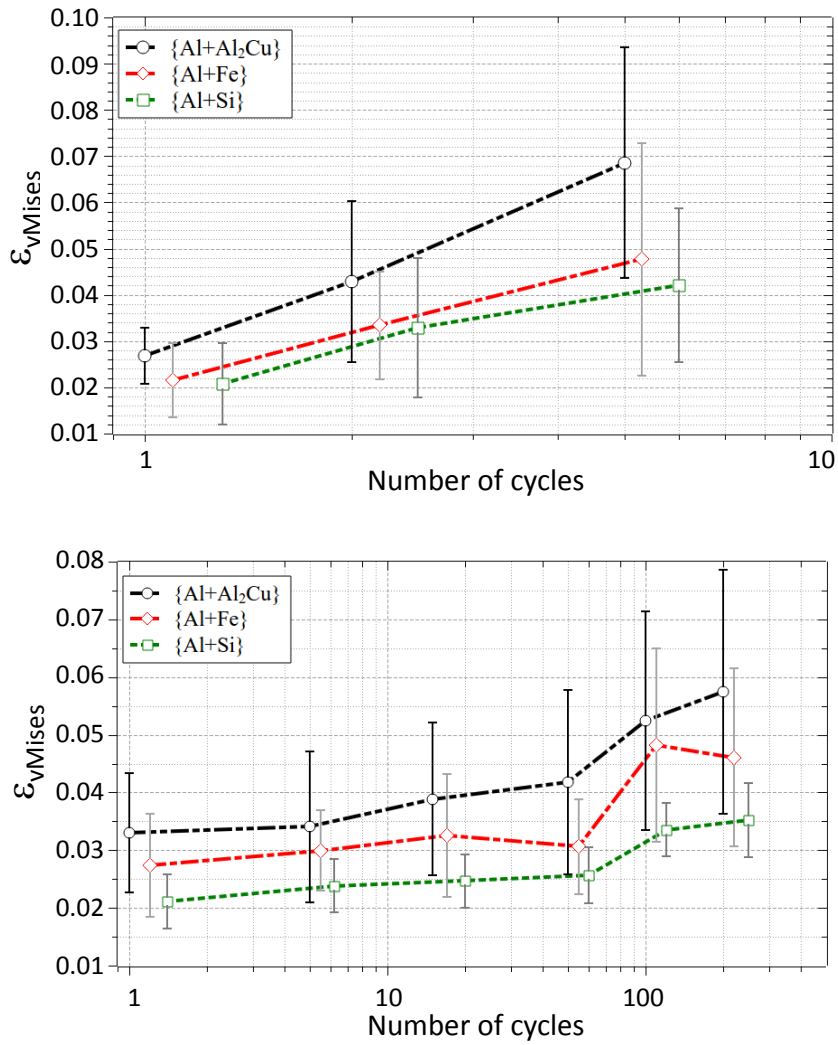 0.10
0.09
0.08
0.07
0.06
0.05
0.04
0.03
0.02
0.01
εvMises
{Al+Al₂Cu}
{Al+Fe}
{Al+Si}
1
10
Number of cycles
0.08
0.07
0.06
0.05
0.04
0.03
0.02
0.01
εvMises
{Al+Al₂Cu}
{Al+Fe}
{Al+Si}
1
10
100
Number of cycles